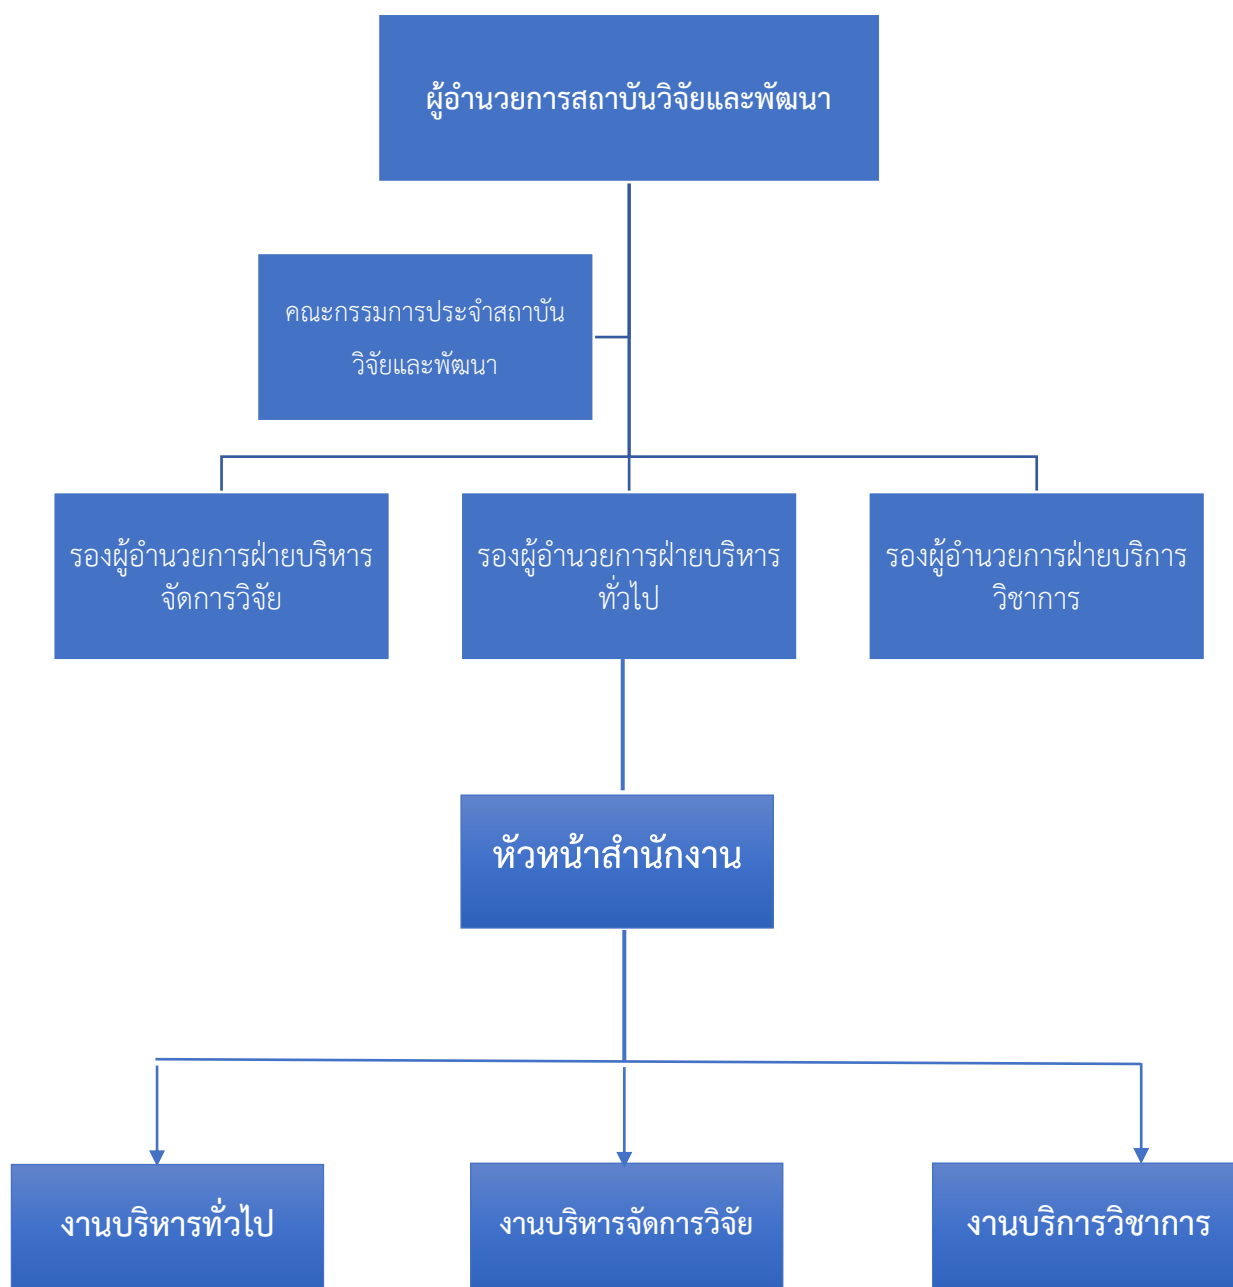 ผู้อำนวยการสถาบันวิจัยและพัฒนา
คณะกรรมการประจำสถาบัน
วิจัยและพัฒนา
รองผู้อำนวยการฝ่ายบริหาร
จัดการวิจัย
รองผู้อำนวยการฝ่ายบริหาร
ทั่วไป
รองผู้อำนวยการฝ่ายบริการ
วิชาการ
หัวหน้าสำนักงาน
งานบริหารทั่วไป
งานบริหารจัดการวิจัย
งานบริการวิชาการ